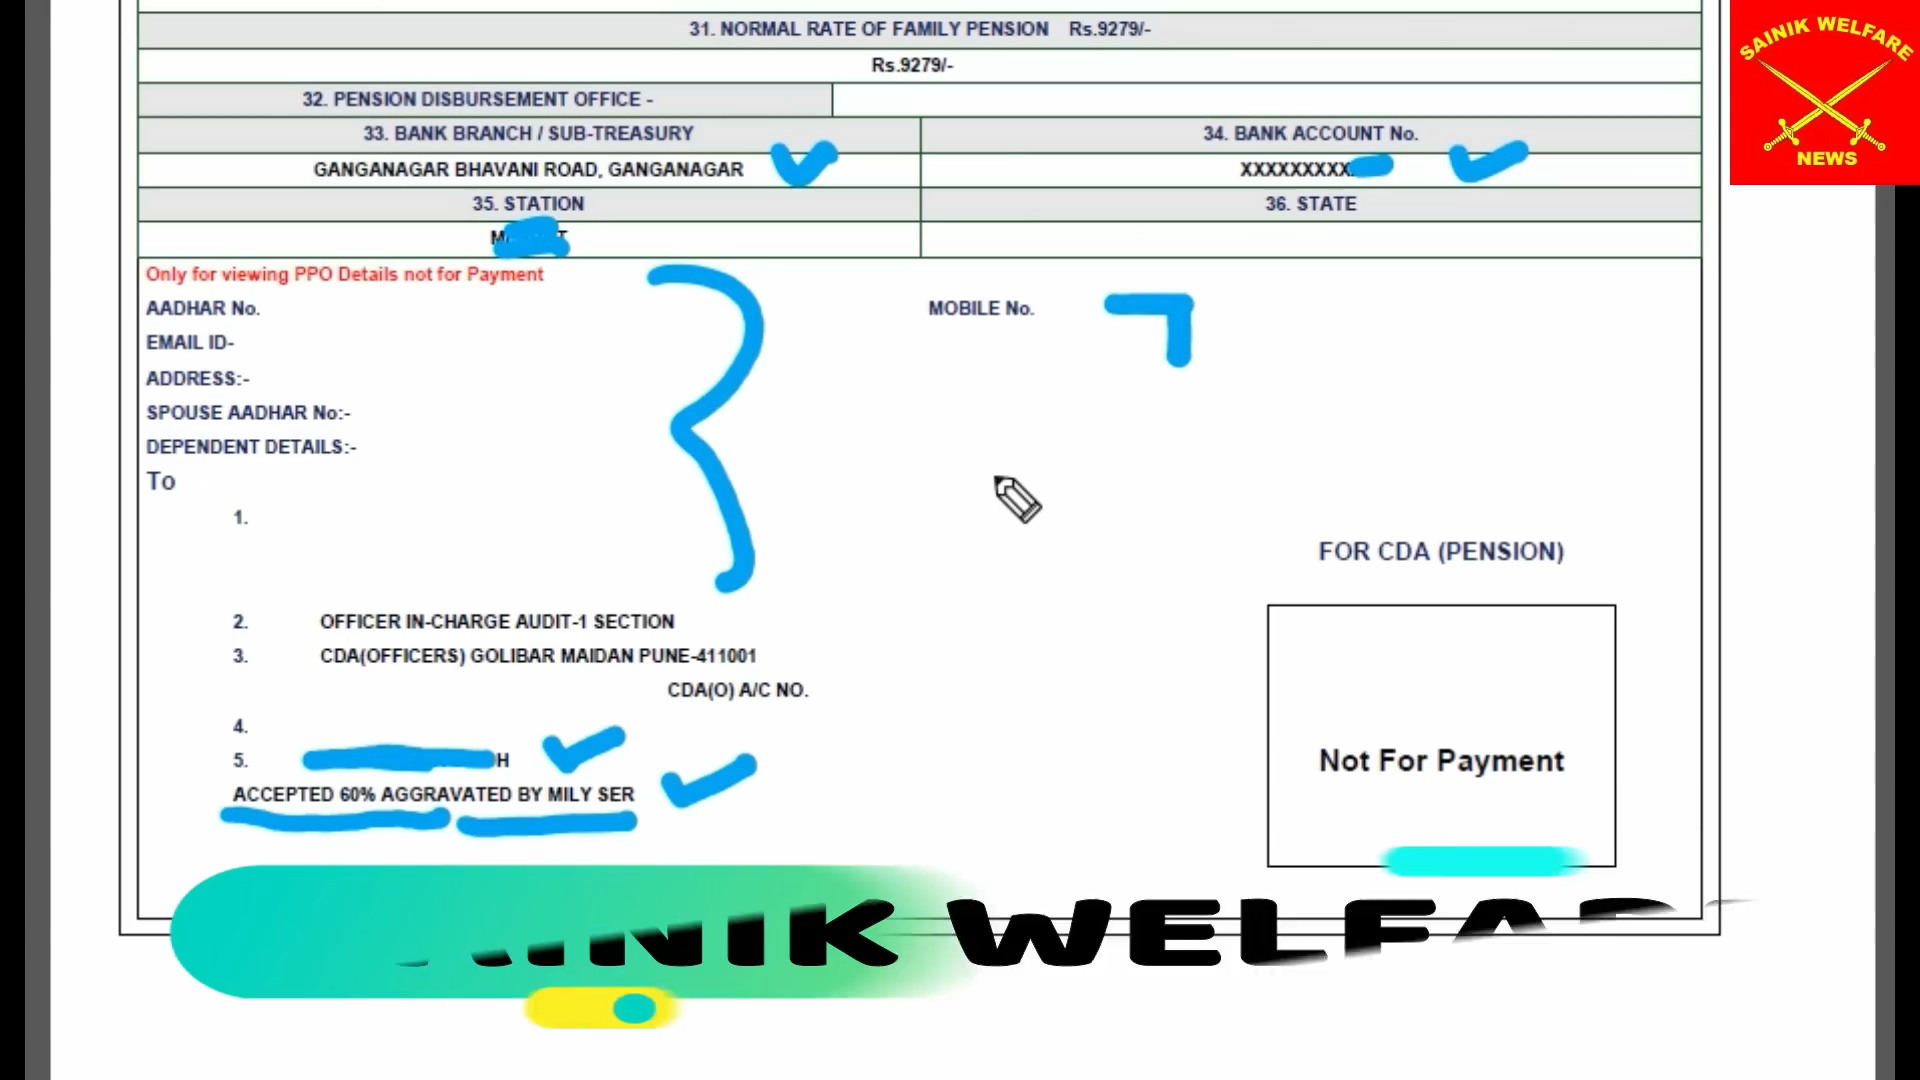 31. NORMAL RATE OF FAMILY PENSION Rs.9279/-
Rs.9279/-
32. PENSION DISBURSEMENT OFFICE -
33. BANK BRANCH / SUB-TREASURY
34. BANK ACCOUNT No.
GANGANAGAR BHAVANI ROAD, GANGANAGAR
XXXXXXXXX
35. STATION
36. STATE
Only for viewing PPO Details not for Payment
AADHAR No.
MOBILE No.
EMAIL ID-
ADDRESS:-
SPOUSE AADHAR No:-
DEPENDENT DETAILS:-
To
1.
FOR CDA (PENSION)
2. OFFICER IN-CHARGE AUDIT-1 SECTION
3. CDA(OFFICERS) GOLIBAR MAIDAN PUNE-411001
CDA(O) A/C NO.
4.
5.
Not For Payment
ACCEPTED 60% AGGRAVATED BY MILY SER
SAINIK WELFARE
NEWS